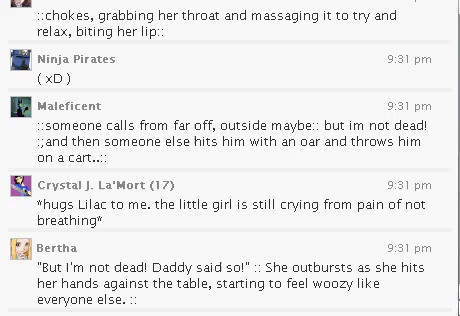 ::chokes, grabbing her throat and massaging it to try and
relax, biting her lip::
Ninja Pirates 9:31 pm
( xD )
Maleficent 9:31 pm
::someone calls from far off, outside maybe:: but im not dead!
:;and then someone else hits him with an oar and throws him
on a cart..::
Crystal J. La'Mort (17) 9:31 pm
*hugs Lilac to me. the little girl is still crying from pain of not
breathing*
Bertha 9:31 pm
"But I'm not dead! Daddy said so!" :: She outbursts as she hits
her hands against the table, starting to feel woozy like
everyone else. ::